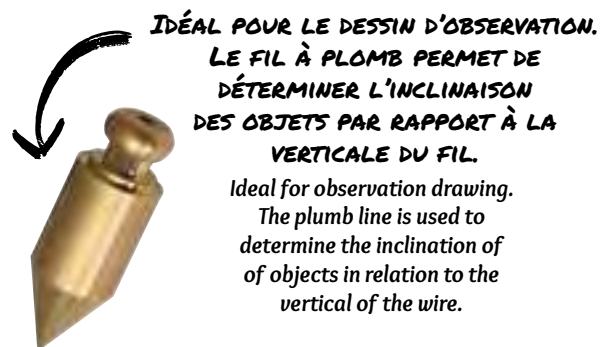 Idéal pour le dessin d'observation.
Le fil à plomb permet de
déterminer l'inclinaison
des objets par rapport à la
verticale du fil.
Ideal for observation drawing.
The plumb line is used to
determine the inclination of
of objects in relation to the
vertical of the wire.